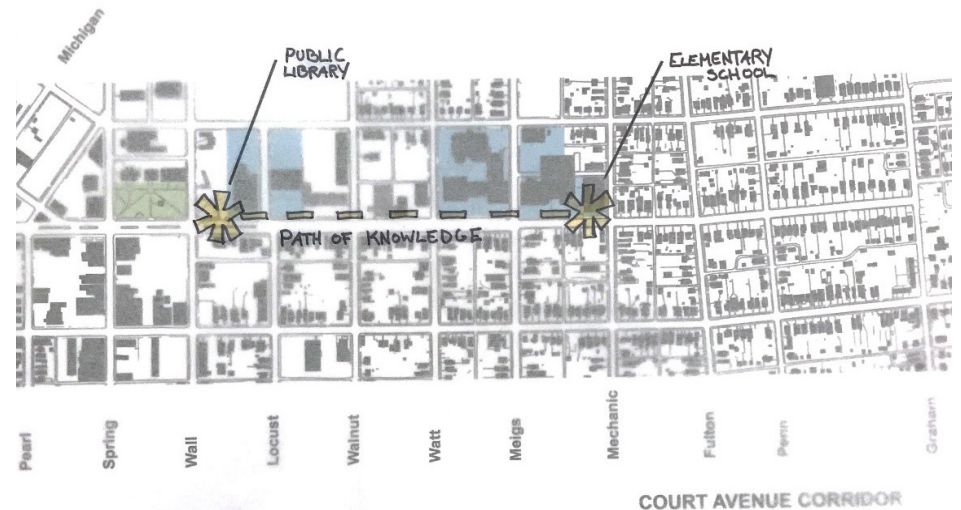 Michigan
PUBLIC
LIBRARY
ELEMENTARY
SCHOOL
PATH OF KNOWLEDGE
Pearl
Spring
Wall
Locust
Walnut
Watt
Meigs
Mechanic
Fulton
Penn
Graham
COURT AVENUE CORRIDOR